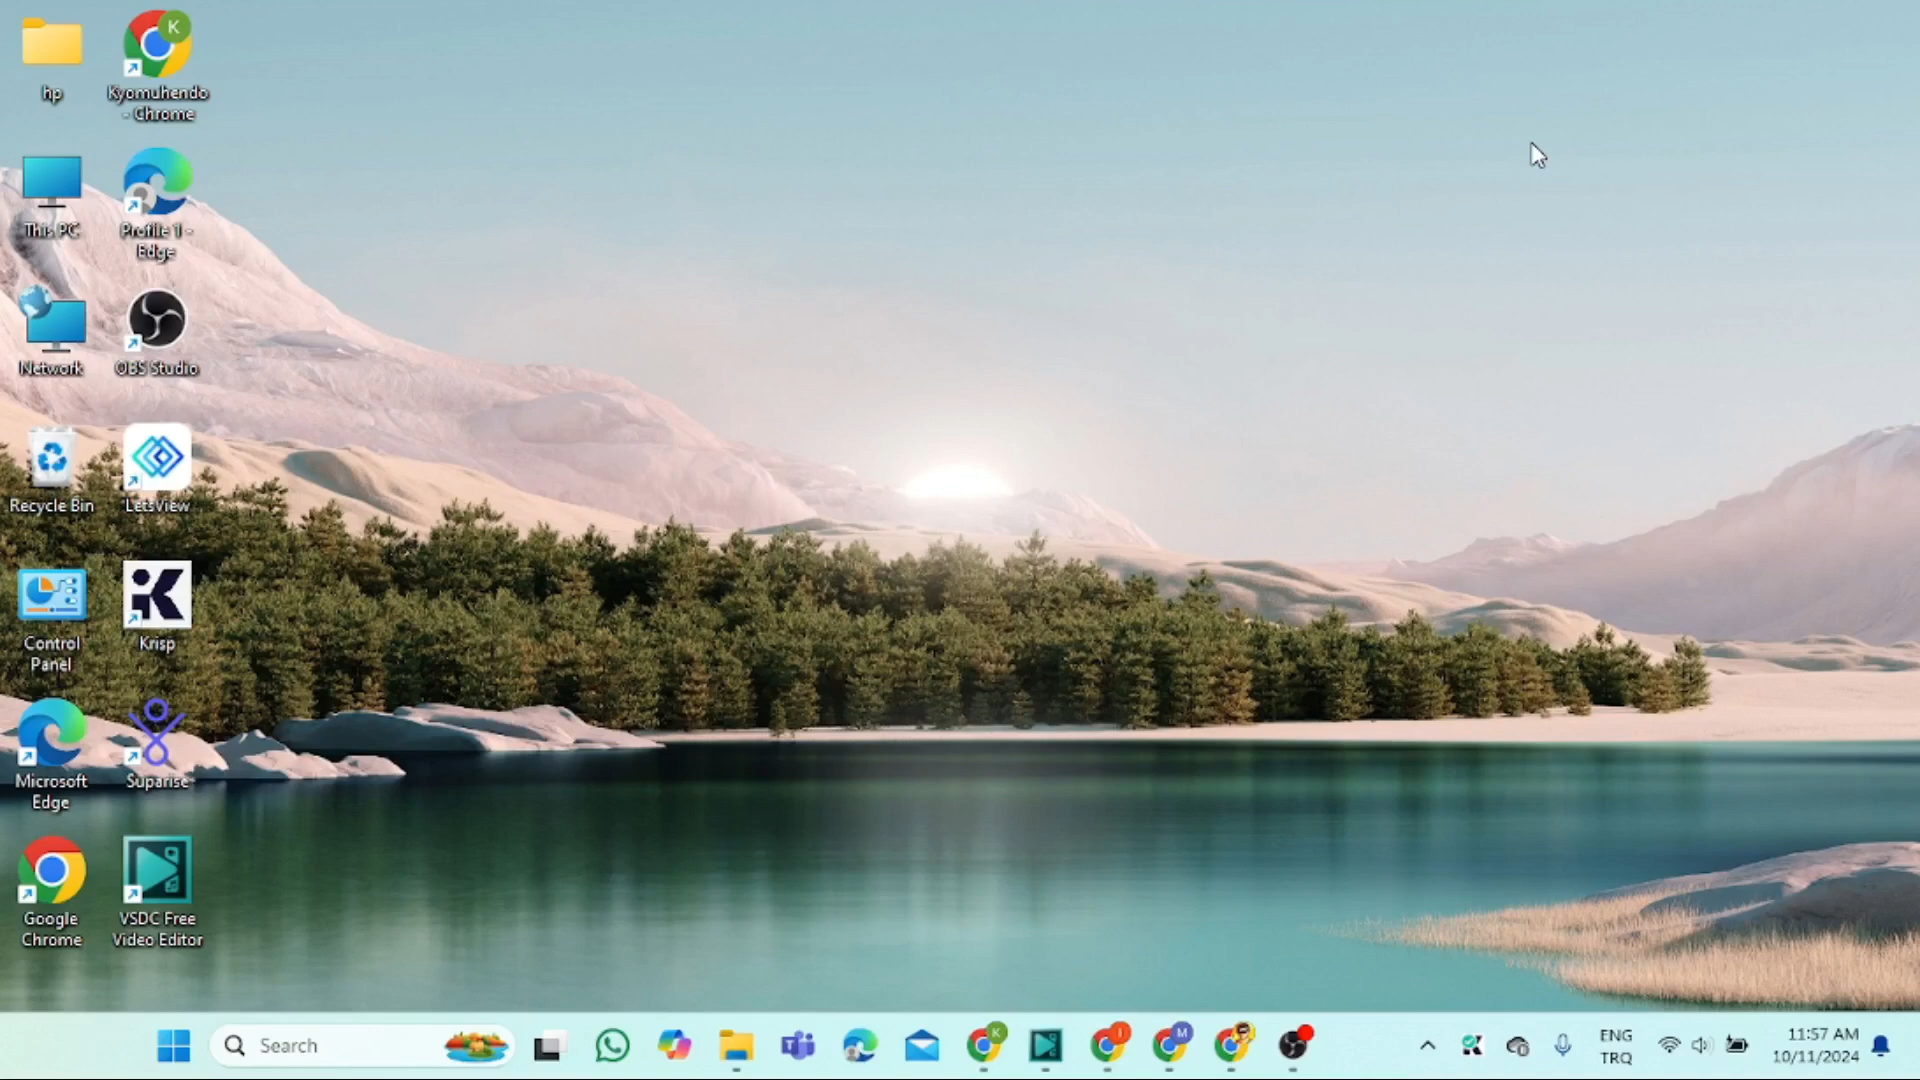 hp
Kyomuhendo
- Chrome
This PC
Profile 1 -
Edge
Network
OBS Studio
Recycle Bin
LetsView
Control
Panel
Krisp
Microsoft
Edge
Suparise
Google
Chrome
VSDC Free
Video Editor
Search
ENG
TRQ
11:57 AM
10/11/2024